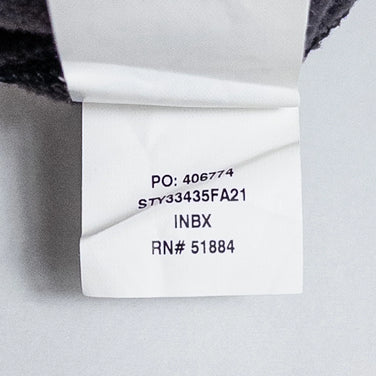 PO: 406774
STY33435FA21
INBX
RN# 51884